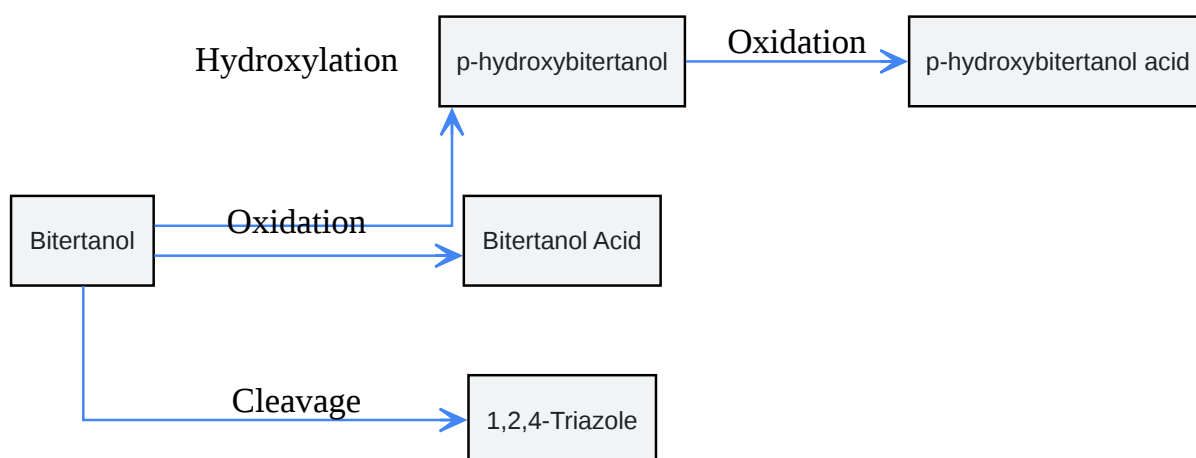 Hydroxylation
p-hydroxybitertanol
Oxidation
p-hydroxybitertanol acid
Bitertanol
Oxidation
Bitertanol Acid
Cleavage
1,2,4-Triazole